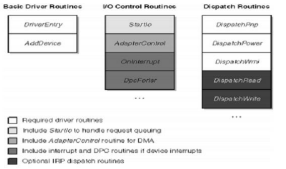 Basic Driver Routines
I/O Control Routines
Dispatch Routines
DriverEntry
AddDevice
StartIo
AdapterControl
OnInterrupt
DpcForIsr
...
DispatchPnp
DispatchPower
DispatchWmi
DispatchRead
DispatchWrite
...
Required driver routines
Include StartIo to handle request queuing
Include AdapterControl routine for DMA
Include interrupt and DPC routines if device interrupts
Optional IRP dispatch routines